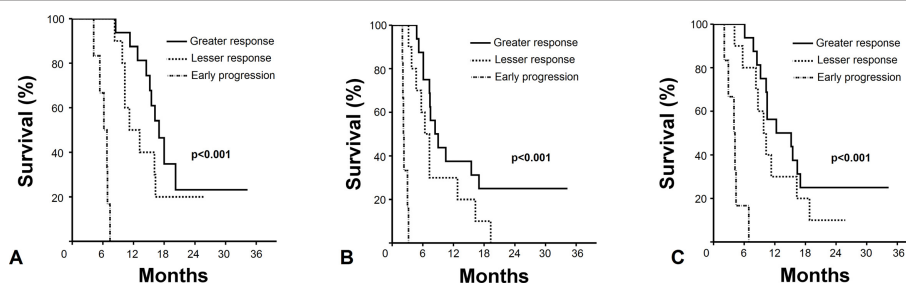 100
80
60
40
20
0 6 12 18 24 30 36
Survival (%)
Months
Greater response
Lesser response
Early progression
p<0.001
A
100
80
60
40
20
0 6 12 18 24 30 36
Survival (%)
Months
Greater response
Lesser response
Early progression
p<0.001
B
100
80
60
40
20
0 6 12 18 24 30 36
Survival (%)
Months
Greater response
Lesser response
Early progression
p<0.001
C